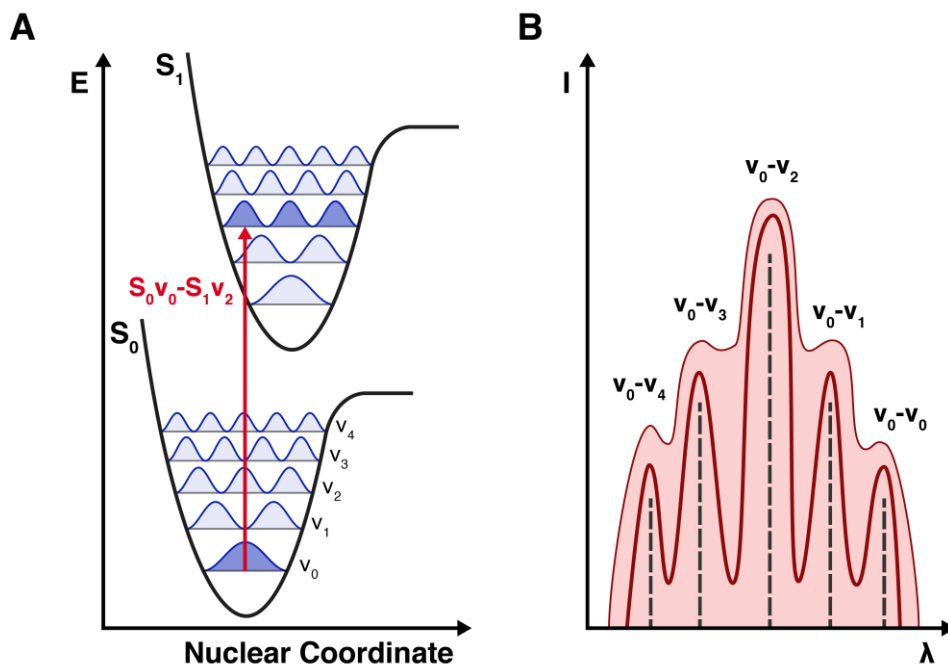 A
E
S₁
S₀v₀-S₁v₂
S₀
v₄
v₃
v₂
v₁
v₀
Nuclear Coordinate
B
I
v₀-v₂
v₀-v₃
v₀-v₁
v₀-v₄
v₀-v₀
λ